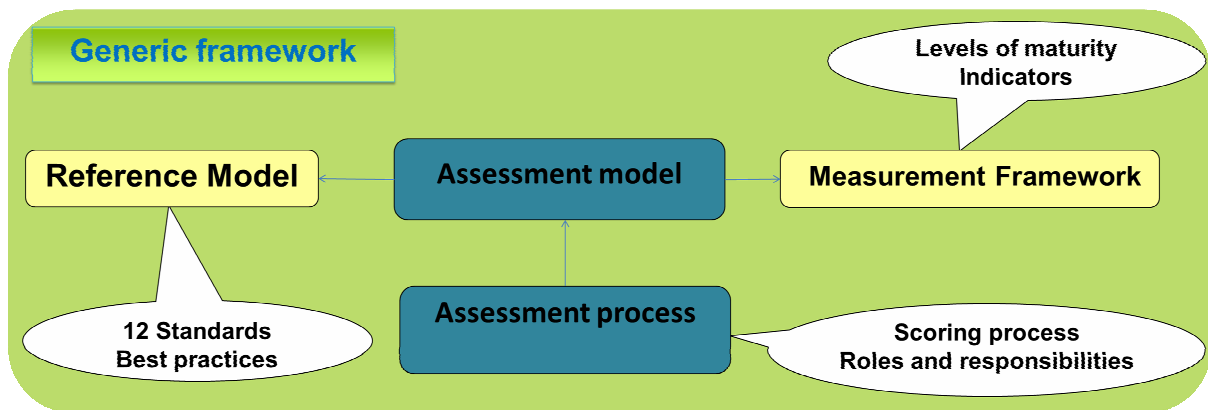 Generic framework
Levels of maturity
Indicators
Reference Model
Assessment model
Measurement Framework
12 Standards
Best practices
Assessment process
Scoring process
Roles and responsibilities